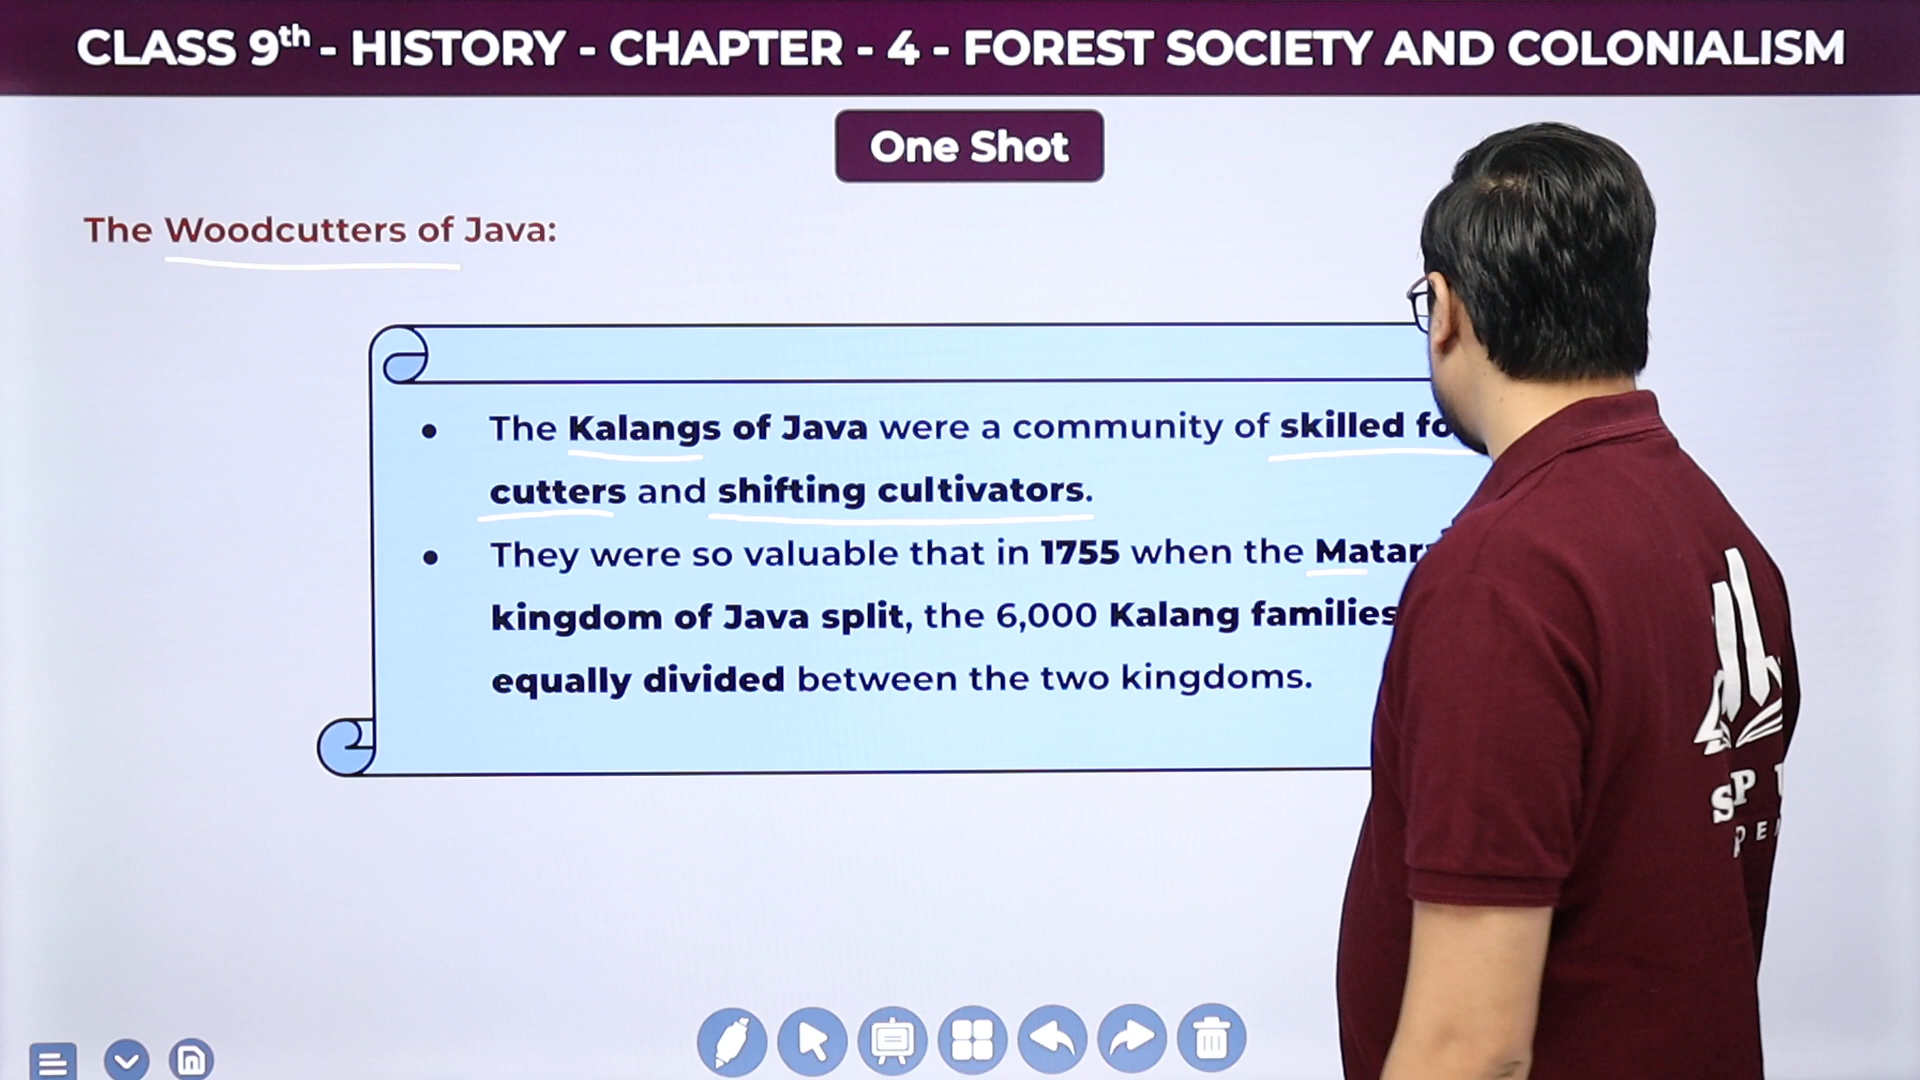 CLASS 9th - HISTORY - CHAPTER - 4 - FOREST SOCIETY AND COLONIALISM
One Shot
The Woodcutters of Java:
• The Kalangs of Java were a community of skilled
cutters and shifting cultivators.
• They were so valuable that in 1755 when the
kingdom of Java split, the 6,000 Kalang families
equally divided between the two kingdoms.